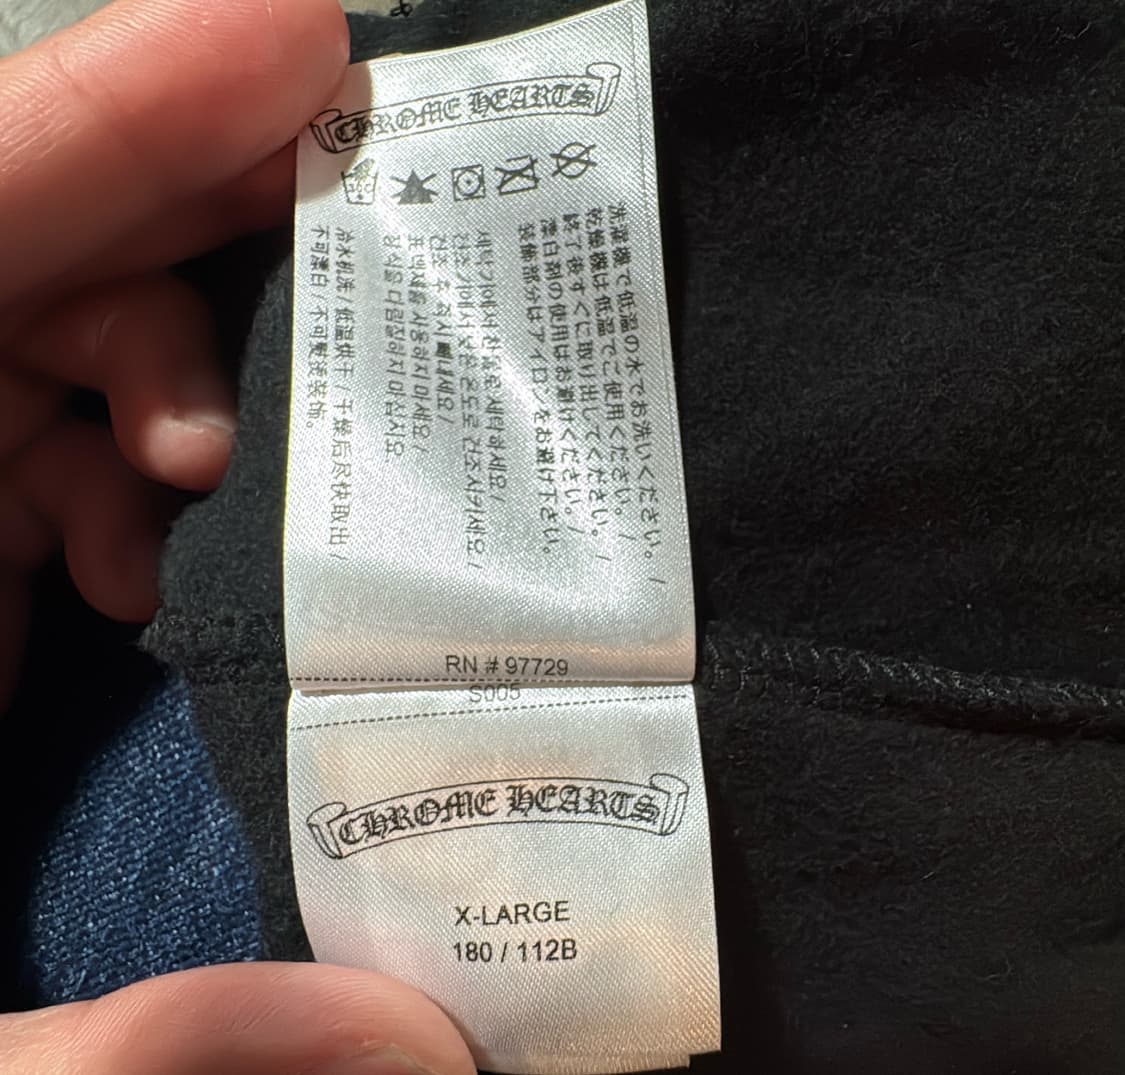 CHROME HEARTS
洗濯機で低温の水でお洗いください。/
乾燥機は低温でご使用ください。/
終了後すぐに取り出してください。/
漂白剤の使用はお避けください。/
装飾部分はアイロンをお避け下さい。
세탁기에서 찬물로 세탁하세요/
건조기에서 낮은 온도로 건조시키세요/
건조 후 즉시 꺼내세요/
표백제를 사용하지 마세요/
장식을 다림질하지 마십시오.
冷水机洗/低温烘干/干燥后尽快取出/
不可漂白/不可熨烫装饰。
RN # 97729
S005
CHROME HEARTS
X-LARGE
180 / 112B